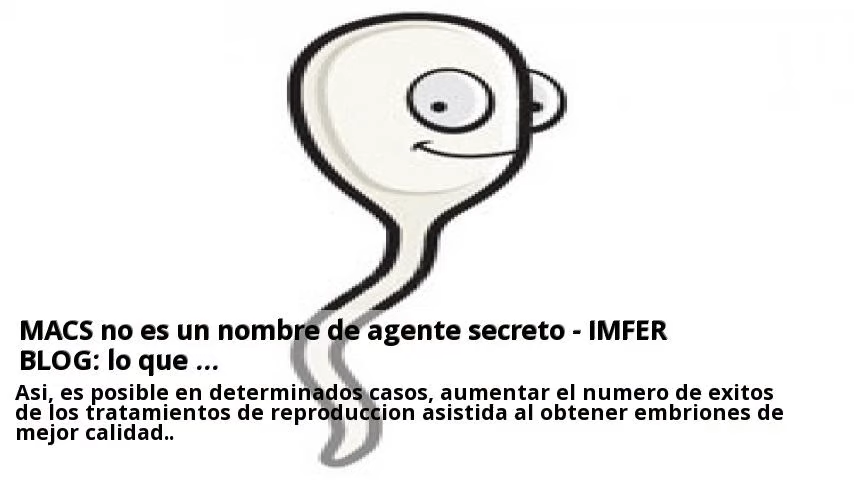 MACS no es un nombre de agente secreto - IMFER
BLOG: lo que ...
Asi, es posible en determinados casos, aumentar el numero de exitos
de los tratamientos de reproduccion asistida al obtener embriones de
mejor calidad..